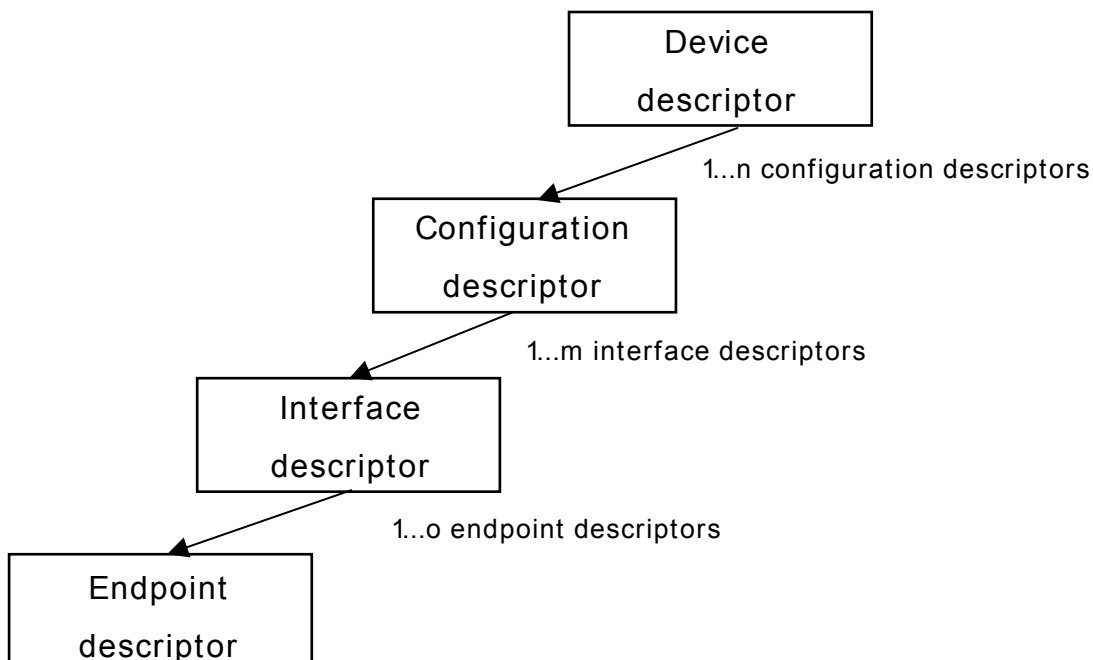 Device
descriptor
1...n configuration descriptors
Configuration
descriptor
1...m interface descriptors
Interface
descriptor
1...o endpoint descriptors
Endpoint
descriptor